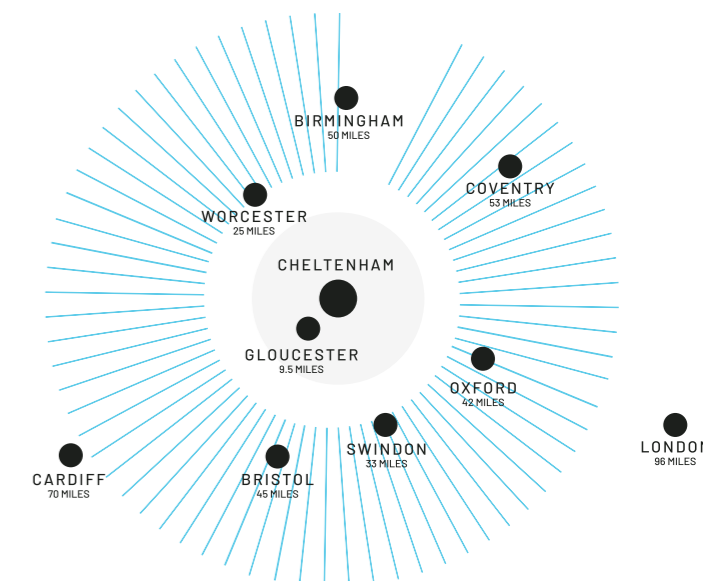 BIRMINGHAM
50 MILES
COVENTRY
53 MILES
WORCESTER
25 MILES
CHELTENHAM
GLOUCESTER
9.5 MILES
OXFORD
42 MILES
SWINDON
33 MILES
LONDON
96 MILES
CARDIFF
70 MILES
BRISTOL
45 MILES